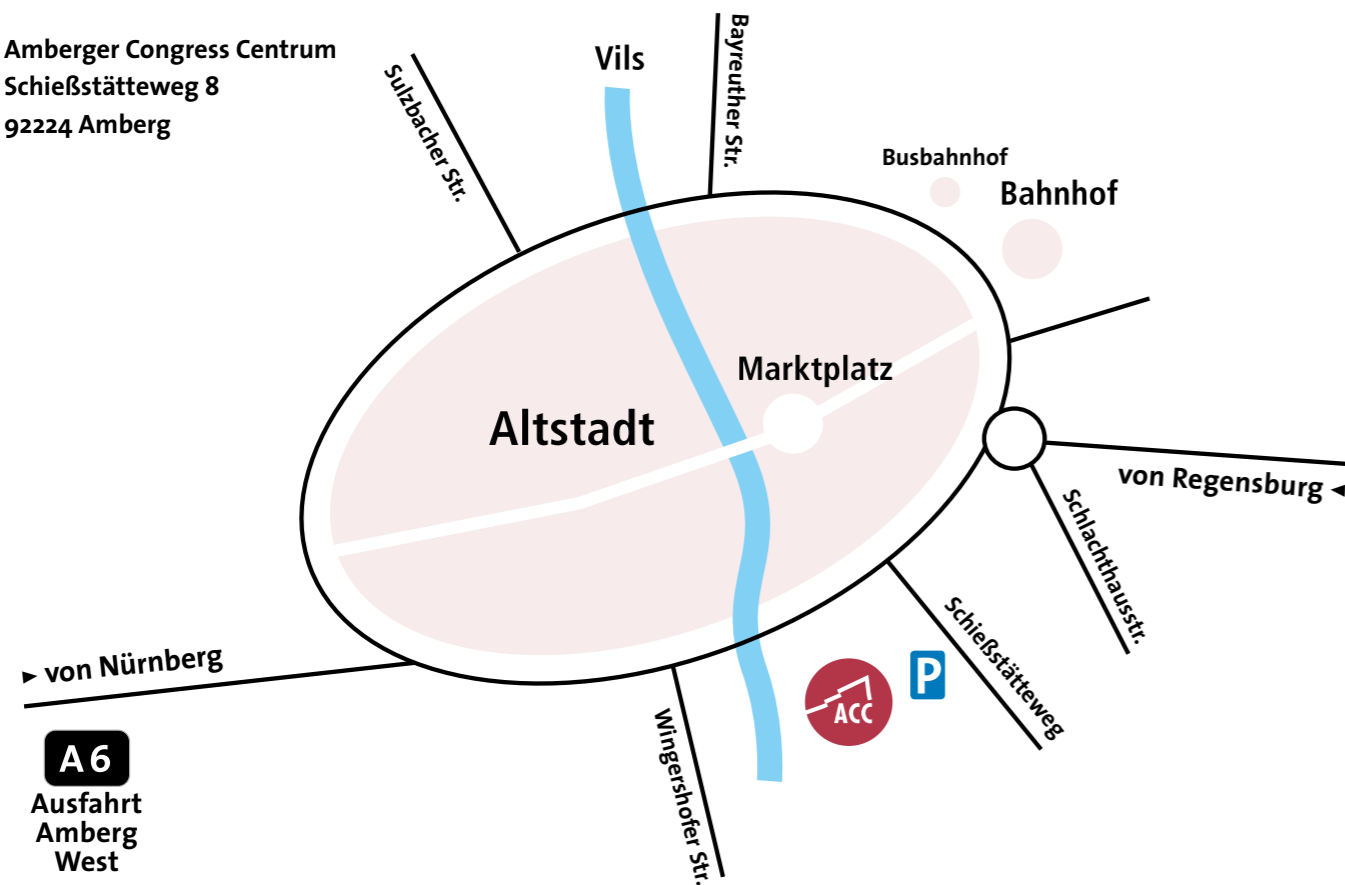 Amberger Congress Centrum
Schießstätteweg 8
92224 Amberg
Sulzbacher Str.
Vils
Bayreuther Str.
Busbahnhof
Bahnhof
Marktplatz
Altstadt
von Regensburg
Schlachthausstr.
Schießstätteweg
von Nürnberg
P
ACC
Wingershofer Str.
A6
Ausfahrt
Amberg
West